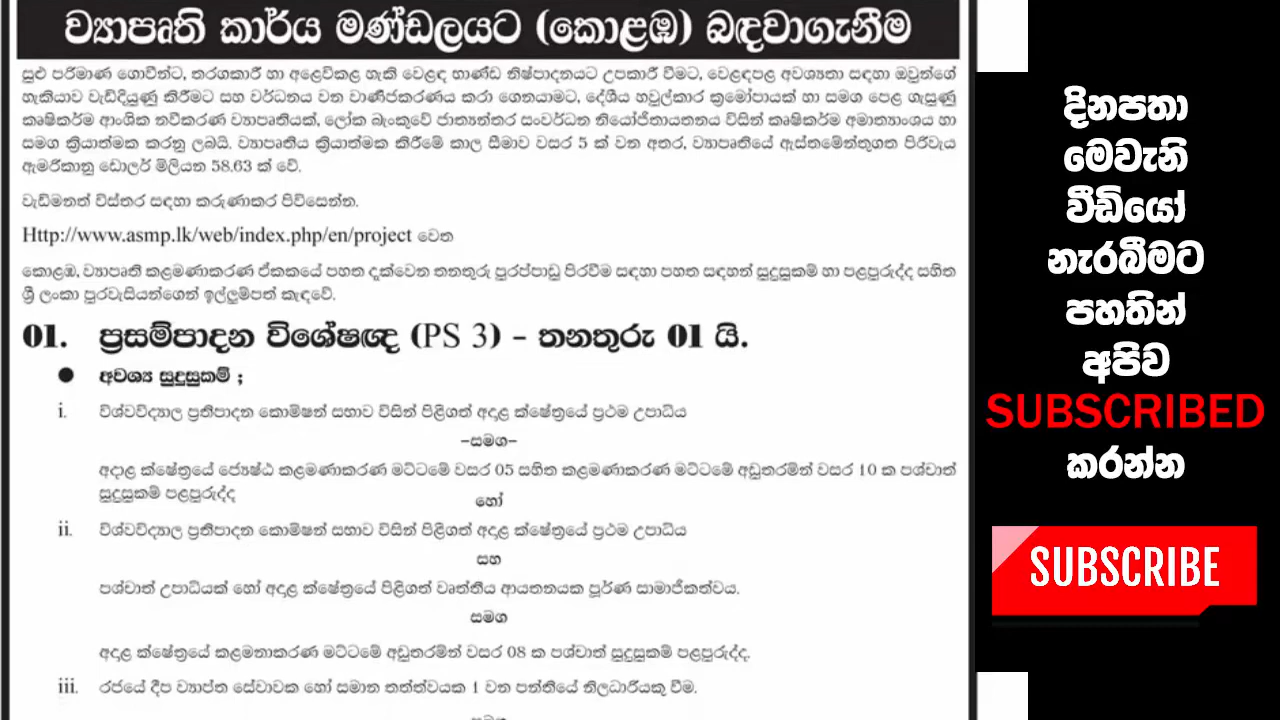 ව්‍යාපෘති කාර්ය මණ්ඩලයට (කොළඹ) බඳවාගැනීම
සුළු පරිමාණ ගොවීන්ට, තරගකාරී හා අළෙවිකළ හැකි වෙළඳ භාණ්ඩ නිෂ්පාදනයට උපකාරී වීමට, වෙළඳපළ අවශ්‍යතා සඳහා ඔවුන්ගේ
හැකියාව වැඩිදියුණු කිරීමට සහ වර්ධනය වන වාණිජකරණය කරා ගෙනයාමට, දේශීය හවුල්කාර ක්‍රමෝපායක් හා සමග පෙළ ගැසුණු
කෘෂිකර්ම ආංශික නවීකරණ ව්‍යාපෘතියක්, ලෝක බැංකුවේ ජාත්‍යන්තර සංවර්ධන නියෝජිතායතනය විසින් කෘෂිකර්ම අමාත්‍යාංශය හා
සමග ක්‍රියාත්මක කරනු ලබයි. ව්‍යාපෘතිය ක්‍රියාත්මක කිරීමේ කාල සීමාව වසර 5 ක් වන අතර, ව්‍යාපෘතියේ ඇස්තමේන්තුගත පිරිවැය
ඇමරිකානු ඩොලර් මිලියන 58.63 ක් වේ.
වැඩිමනත් විස්තර සඳහා කරුණාකර පිවිසෙන්න.
Http://www.asmp.lk/web/index.php/en/project වෙත
කොළඹ, ව්‍යාපෘති කළමණාකරණ ඒකකයේ පහත දැක්වෙන තනතුරු පුරප්පාඩු පිරවීම සඳහා පහත සඳහන් සුදුසුකම් හා පළපුරුද්ද සහිත
ශ්‍රී ලංකා පුරවැසියන්ගෙන් ඉල්ලුම්පත් කැඳවේ.
01. ප්‍රසම්පාදන විශේෂඥ (PS 3) – තනතුරු 01 යි.
● අවශ්‍ය සුදුසුකම් ;
i. විශ්වවිද්‍යාල ප්‍රතිපාදන කොමිෂන් සභාව විසින් පිළිගත් අදාළ ක්ෂේත්‍රයේ ප්‍රථම උපාධිය
–සමග–
අදාළ ක්ෂේත්‍රයේ ජ්‍යෙෂ්ඨ කළමණාකරණ මට්ටමේ වසර 05 සහිත කළමණාකරණ මට්ටමේ අඩුතරමින් වසර 10 ක පශ්චාත්
සුදුසුකම් පළපුරුද්ද
හෝ
ii. විශ්වවිද්‍යාල ප්‍රතිපාදන කොමිෂන් සභාව විසින් පිළිගත් අදාළ ක්ෂේත්‍රයේ ප්‍රථම උපාධිය
සහ
පශ්චාත් උපාධියක් හෝ අදාළ ක්ෂේත්‍රයේ පිළිගත් වෘත්තීය ආයතනයක පූර්ණ සාමාජිකත්වය.
සමග
අදාළ ක්ෂේත්‍රයේ කළමනාකරණ මට්ටමේ අඩුතරමින් වසර 08 ක පශ්චාත් සුදුසුකම් පළපුරුද්ද.
iii. රජයේ දීප ව්‍යාප්ත සේවාවක හෝ සමාන තත්ත්වයක 1 වන පන්තියේ නිලධාරියකු වීම.
දිනපතා
මෙවැනි
වීඩියෝ
නැරබීමට
පහතින්
අපිව
SUBSCRIBED
කරන්න
SUBSCRIBE